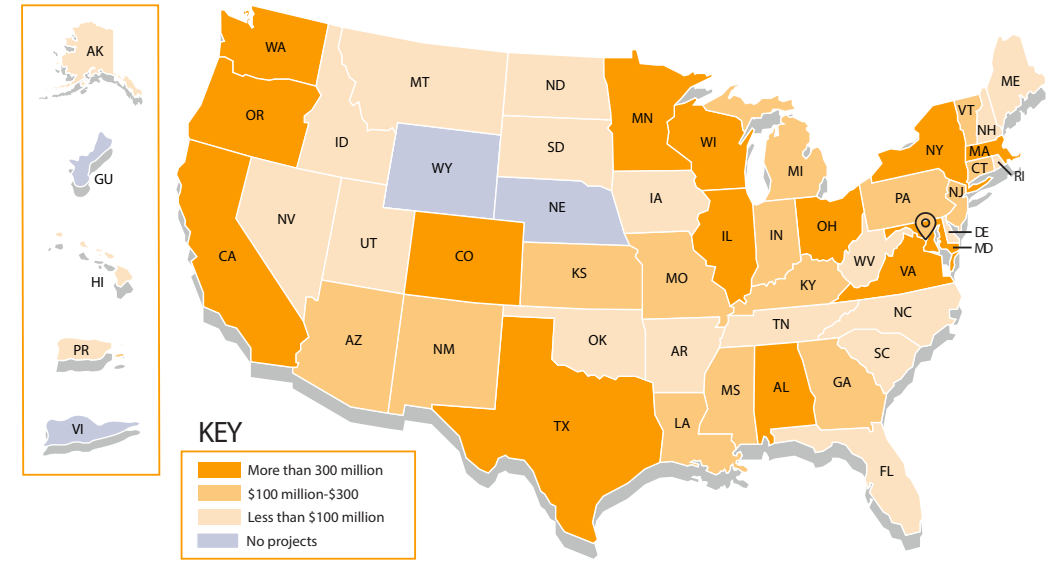 AK
GU
HI
PR
VI
WA
OR
CA
ID
NV
MT
WY
UT
AZ
CO
NM
ND
SD
NE
KS
OK
TX
MN
IA
MO
AR
LA
WI
IL
MI
IN
OH
KY
TN
MS
AL
GA
FL
SC
NC
VA
WV
PA
NY
NJ
DE
MD
VT
NH
ME
MA
CT
RI
KEY
More than 300 million
$100 million-$300
Less than $100 million
No projects